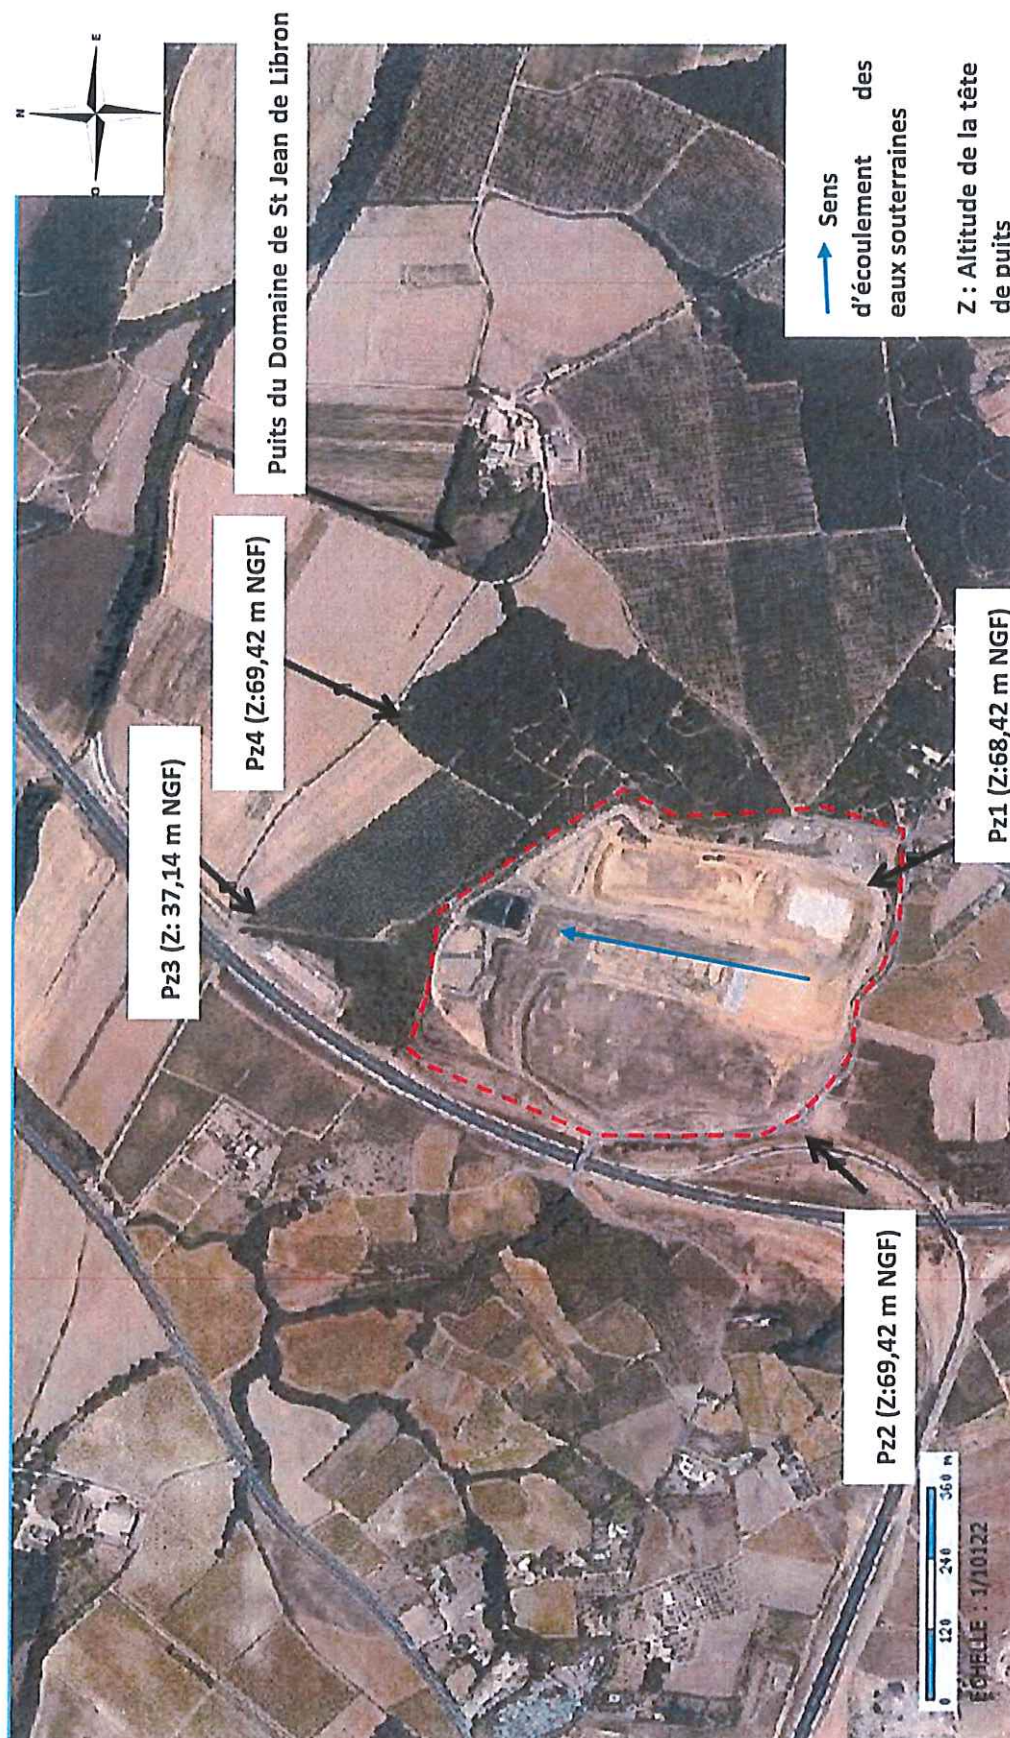 N
E
O
Puits du Domaine de St Jean de Libron
Pz4 (Z:69,42 m NGF)
Pz3 (Z: 37,14 m NGF)
Sens
d'écoulement des
eaux souterraines
Z : Altitude de la tête
de puits
Pz1 (Z:68,42 m NGF)
Pz2 (Z:69,42 m NGF)
0 120 240 360 m
ÉCHELLE : 1/10122